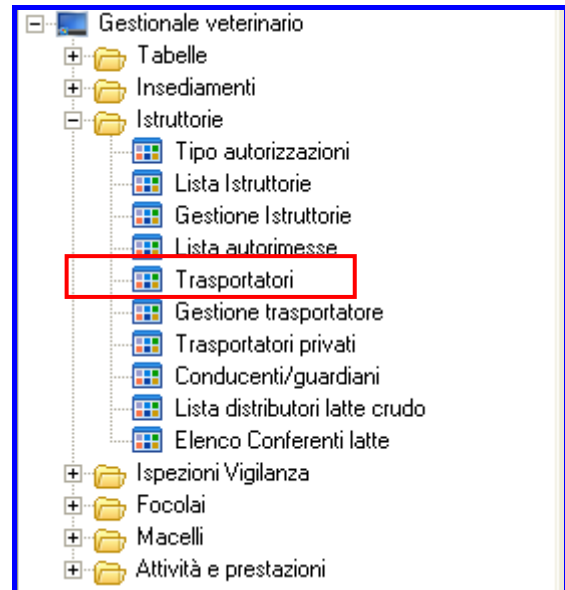 Gestionale veterinario
Tabelle
Insediamenti
Istruttorie
Tipo autorizzazioni
Lista Istruttorie
Gestione Istruttorie
Lista autorimesse
Trasportatori
Gestione trasportatore
Trasportatori privati
Conducenti/guardiani
Lista distributori latte crudo
Elenco Conferenti latte
Ispezioni Vigilanza
Focolai
Macelli
Attività e prestazioni